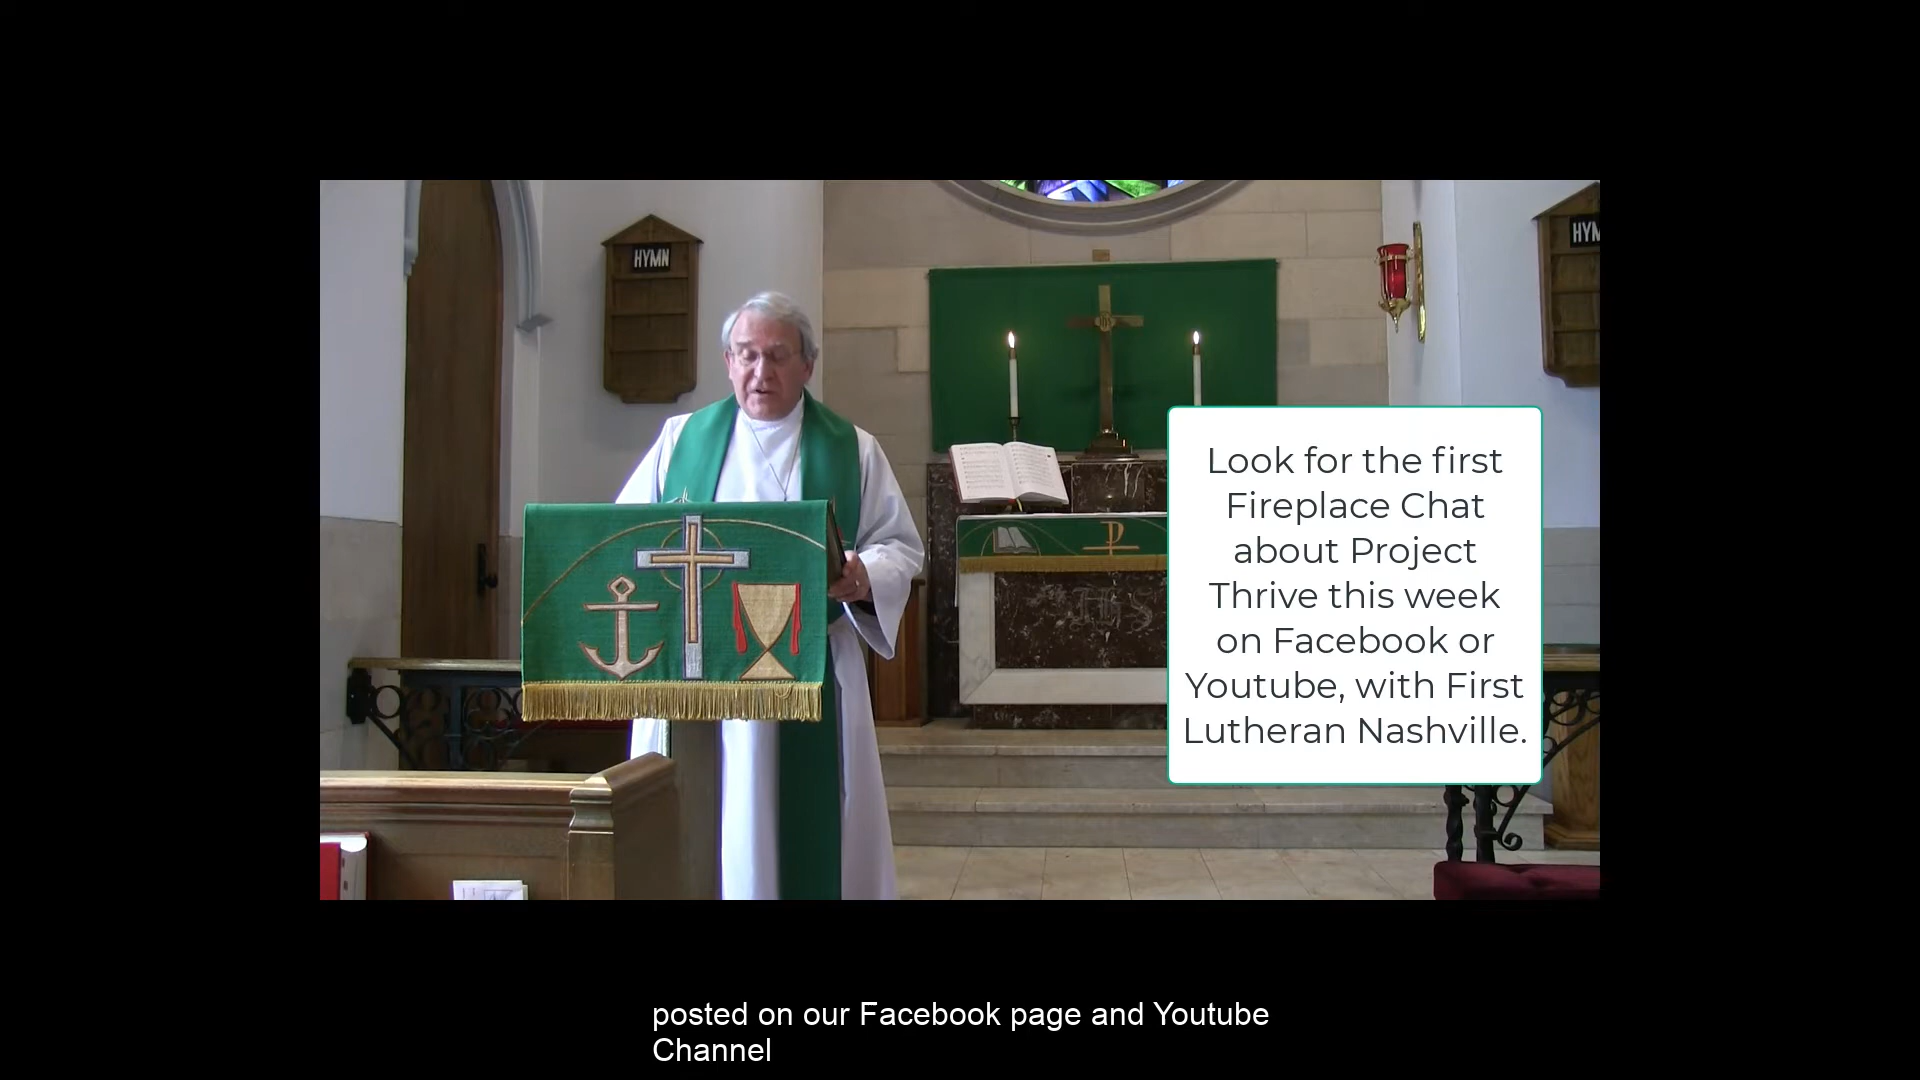 HYMN
HYM
Look for the first
Fireplace Chat
about Project
Thrive this week
on Facebook or
Youtube, with First
Lutheran Nashville.
IHS
posted on our Facebook page and Youtube
Channel